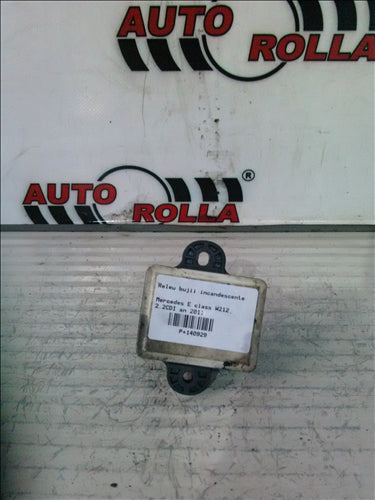 AUTO
ROLLA
AUTO ®
ROLLA
Releu bujii incandescente
Mercedes E class W212,
2.2CDI an 201
P*140929